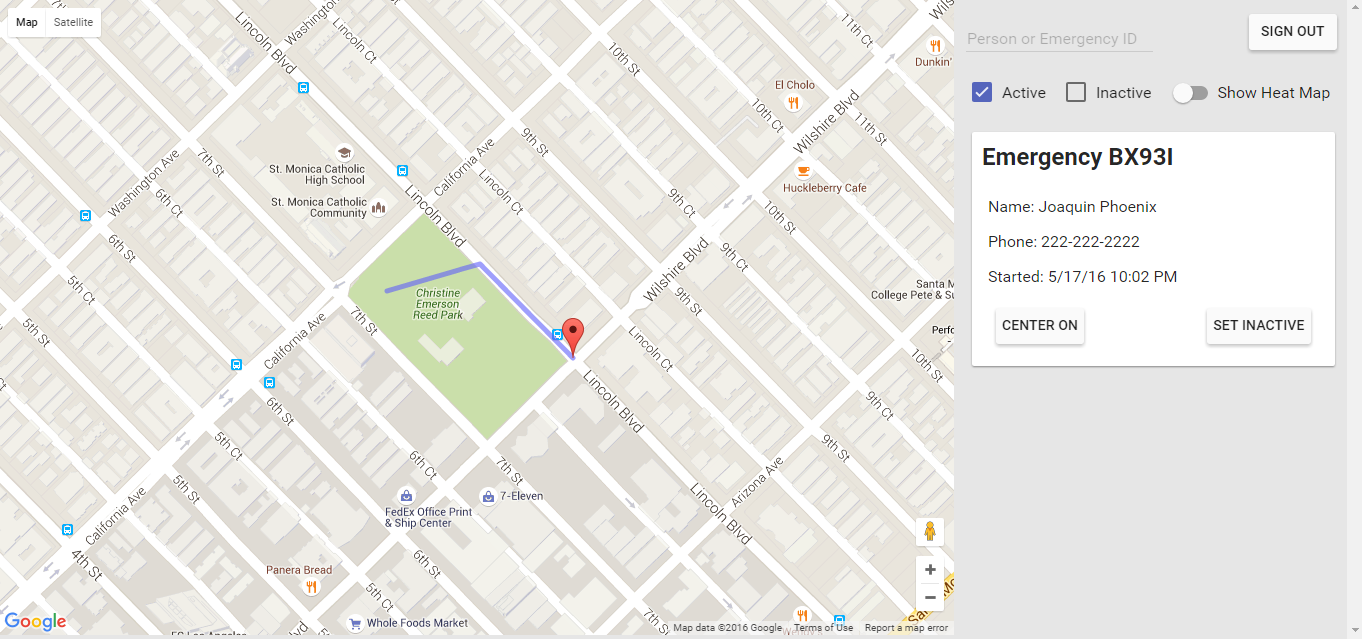 Map
Satellite
Washington Ave
Lincoln Blvd
Lincoln Ct
10th St
11th Ct
Dunkin'
El Cholo
10th Ct
Wilshire Blvd
11th St
9th St
St. Monica Catholic
High School
California Ave
7th St
Washington Ave
6th Ct
Lincoln Ct
9th Ct
Huckleberry Cafe
St. Monica Catholic
Community
Lincoln Blvd
10th St
6th St
9th Ct
Wilshire Blvd
5th Ct
9th St
Christine
Emerson
Reed Park
7th St
California Ave
Lincoln Ct
10th St
Lincoln Blvd
9th Ct
6th St
5th Ct
9th St
6th Ct
7th St
Arizona Ave
5th St
7-Eleven
Lincoln Blvd
FedEx Office Print
& Ship Center
California Ave
4th St
6th St
Panera Bread
5th Ct
Whole Foods Market
7th St
Google
Map data ©2016 Google
Terms of Use
Report a map error
Person or Emergency ID
SIGN OUT
Active
Inactive
Show Heat Map
Emergency BX93I
Name: Joaquin Phoenix
Phone: 222-222-2222
Started: 5/17/16 10:02 PM
CENTER ON
SET INACTIVE